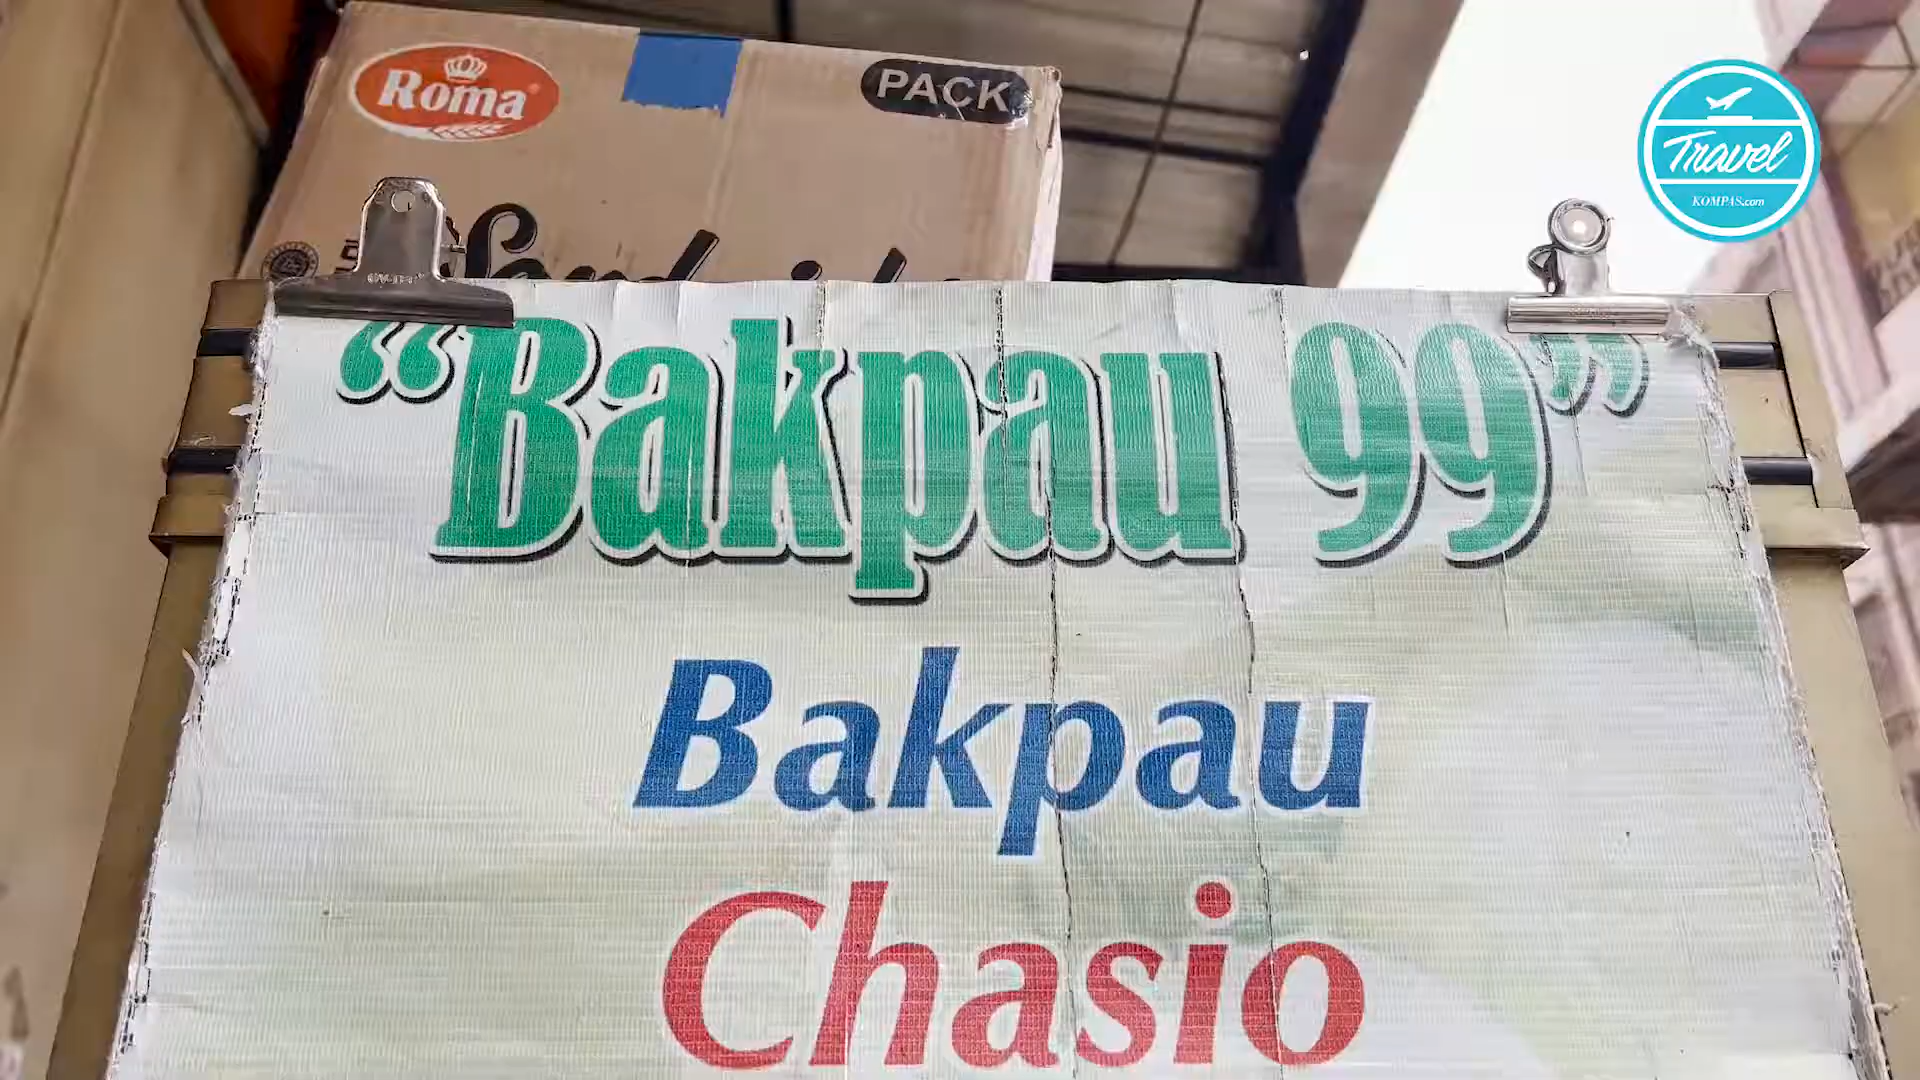 Roma
PACK
Travel
KOMPAS.com
“Bakpau 99”
Bakpau
Chasio